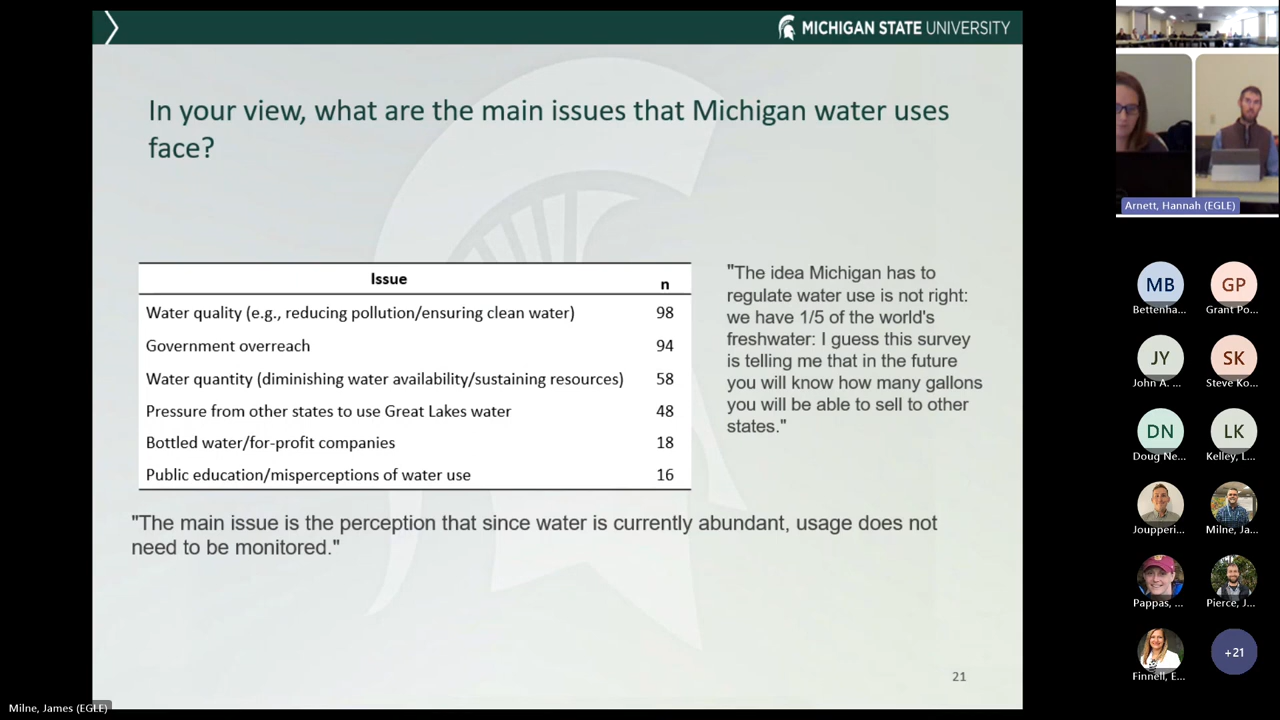 MICHIGAN STATE UNIVERSITY
In your view, what are the main issues that Michigan water uses
face?
Issue n
Water quality (e.g., reducing pollution/ensuring clean water) 98
Government overreach 94
Water quantity (diminishing water availability/sustaining resources) 58
Pressure from other states to use Great Lakes water 48
Bottled water/for-profit companies 18
Public education/misperceptions of water use 16
"The idea Michigan has to
regulate water use is not right:
we have 1/5 of the world's
freshwater: I guess this survey
is telling me that in the future
you will know how many gallons
you will be able to sell to other
states."
"The main issue is the perception that since water is currently abundant, usage does not
need to be monitored."
21
Milne, James (EGLE)
Arnett, Hannah (EGLE)
MB GP
Bettenha... Grant Po...
JY SK
John A. ... Steve Ko...
DN LK
Doug Ne... Kelley, L...
Joupperi... Milne, Ja...
Pappas, ... Pierce, J...
Finnell, E... +21